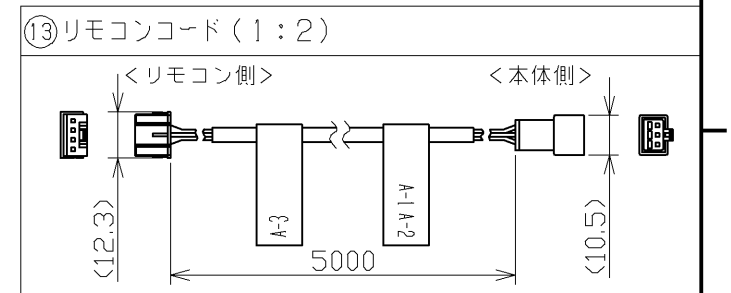 ⑬リモコンコード(1:2)
<リモコン側>
<本体側>
(12.3)
A-3
A-1 A-2
(10.5)
5000